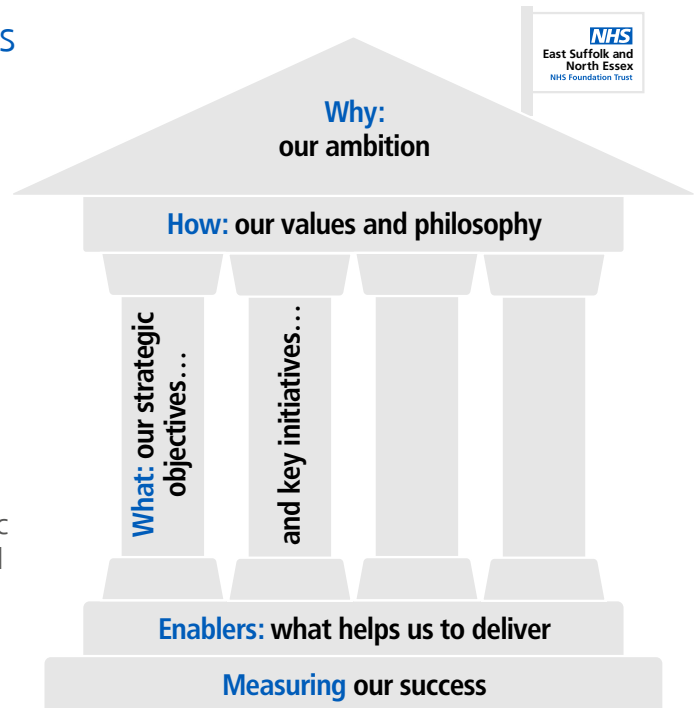 s
NHS
East Suffolk and
North Essex
NHS Foundation Trust
Why:
our ambition
How: our values and philosophy
What: our strategic
objectives…
and key initiatives…
c
l
Enablers: what helps us to deliver
Measuring our success